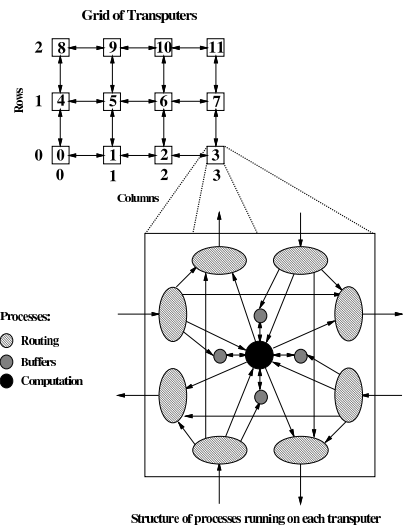 Grid of Transputers
2 8 9 10 11
Rows
1 4 5 6 7
0 0 1 2 3
0 1 2 3
Columns
Processes:
Routing
Buffers
Computation
Structure of processes running on each transputer